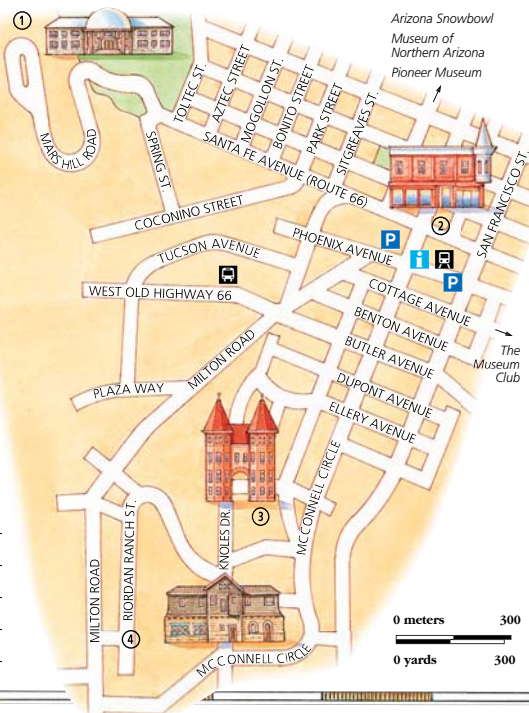 1
Arizona Snowbowl
Museum of
Northern Arizona
Pioneer Museum
TOLTEC ST.
AZTEC STREET
MOGOLLON ST.
BONITO STREET
PARK STREET
SITGREAVES ST.
MARS HILL ROAD
SPRING ST
SANTA FE AVENUE (ROUTE 66)
SAN FRANCISCO ST.
COCONINO STREET
2
PHOENIX AVENUE
P
i
P
TUCSON AVENUE
WEST OLD HIGHWAY 66
COTTAGE AVENUE
BENTON AVENUE
BUTLER AVENUE
The
Museum
Club
MILTON ROAD
PLAZA WAY
DUPONT AVENUE
ELLERY AVENUE
3
MCCONNELL CIRCLE
KNOLES DR.
RIORDAN RANCH ST.
MILTON ROAD
4
MCCONNELL CIRCLE
0 meters 300
0 yards 300